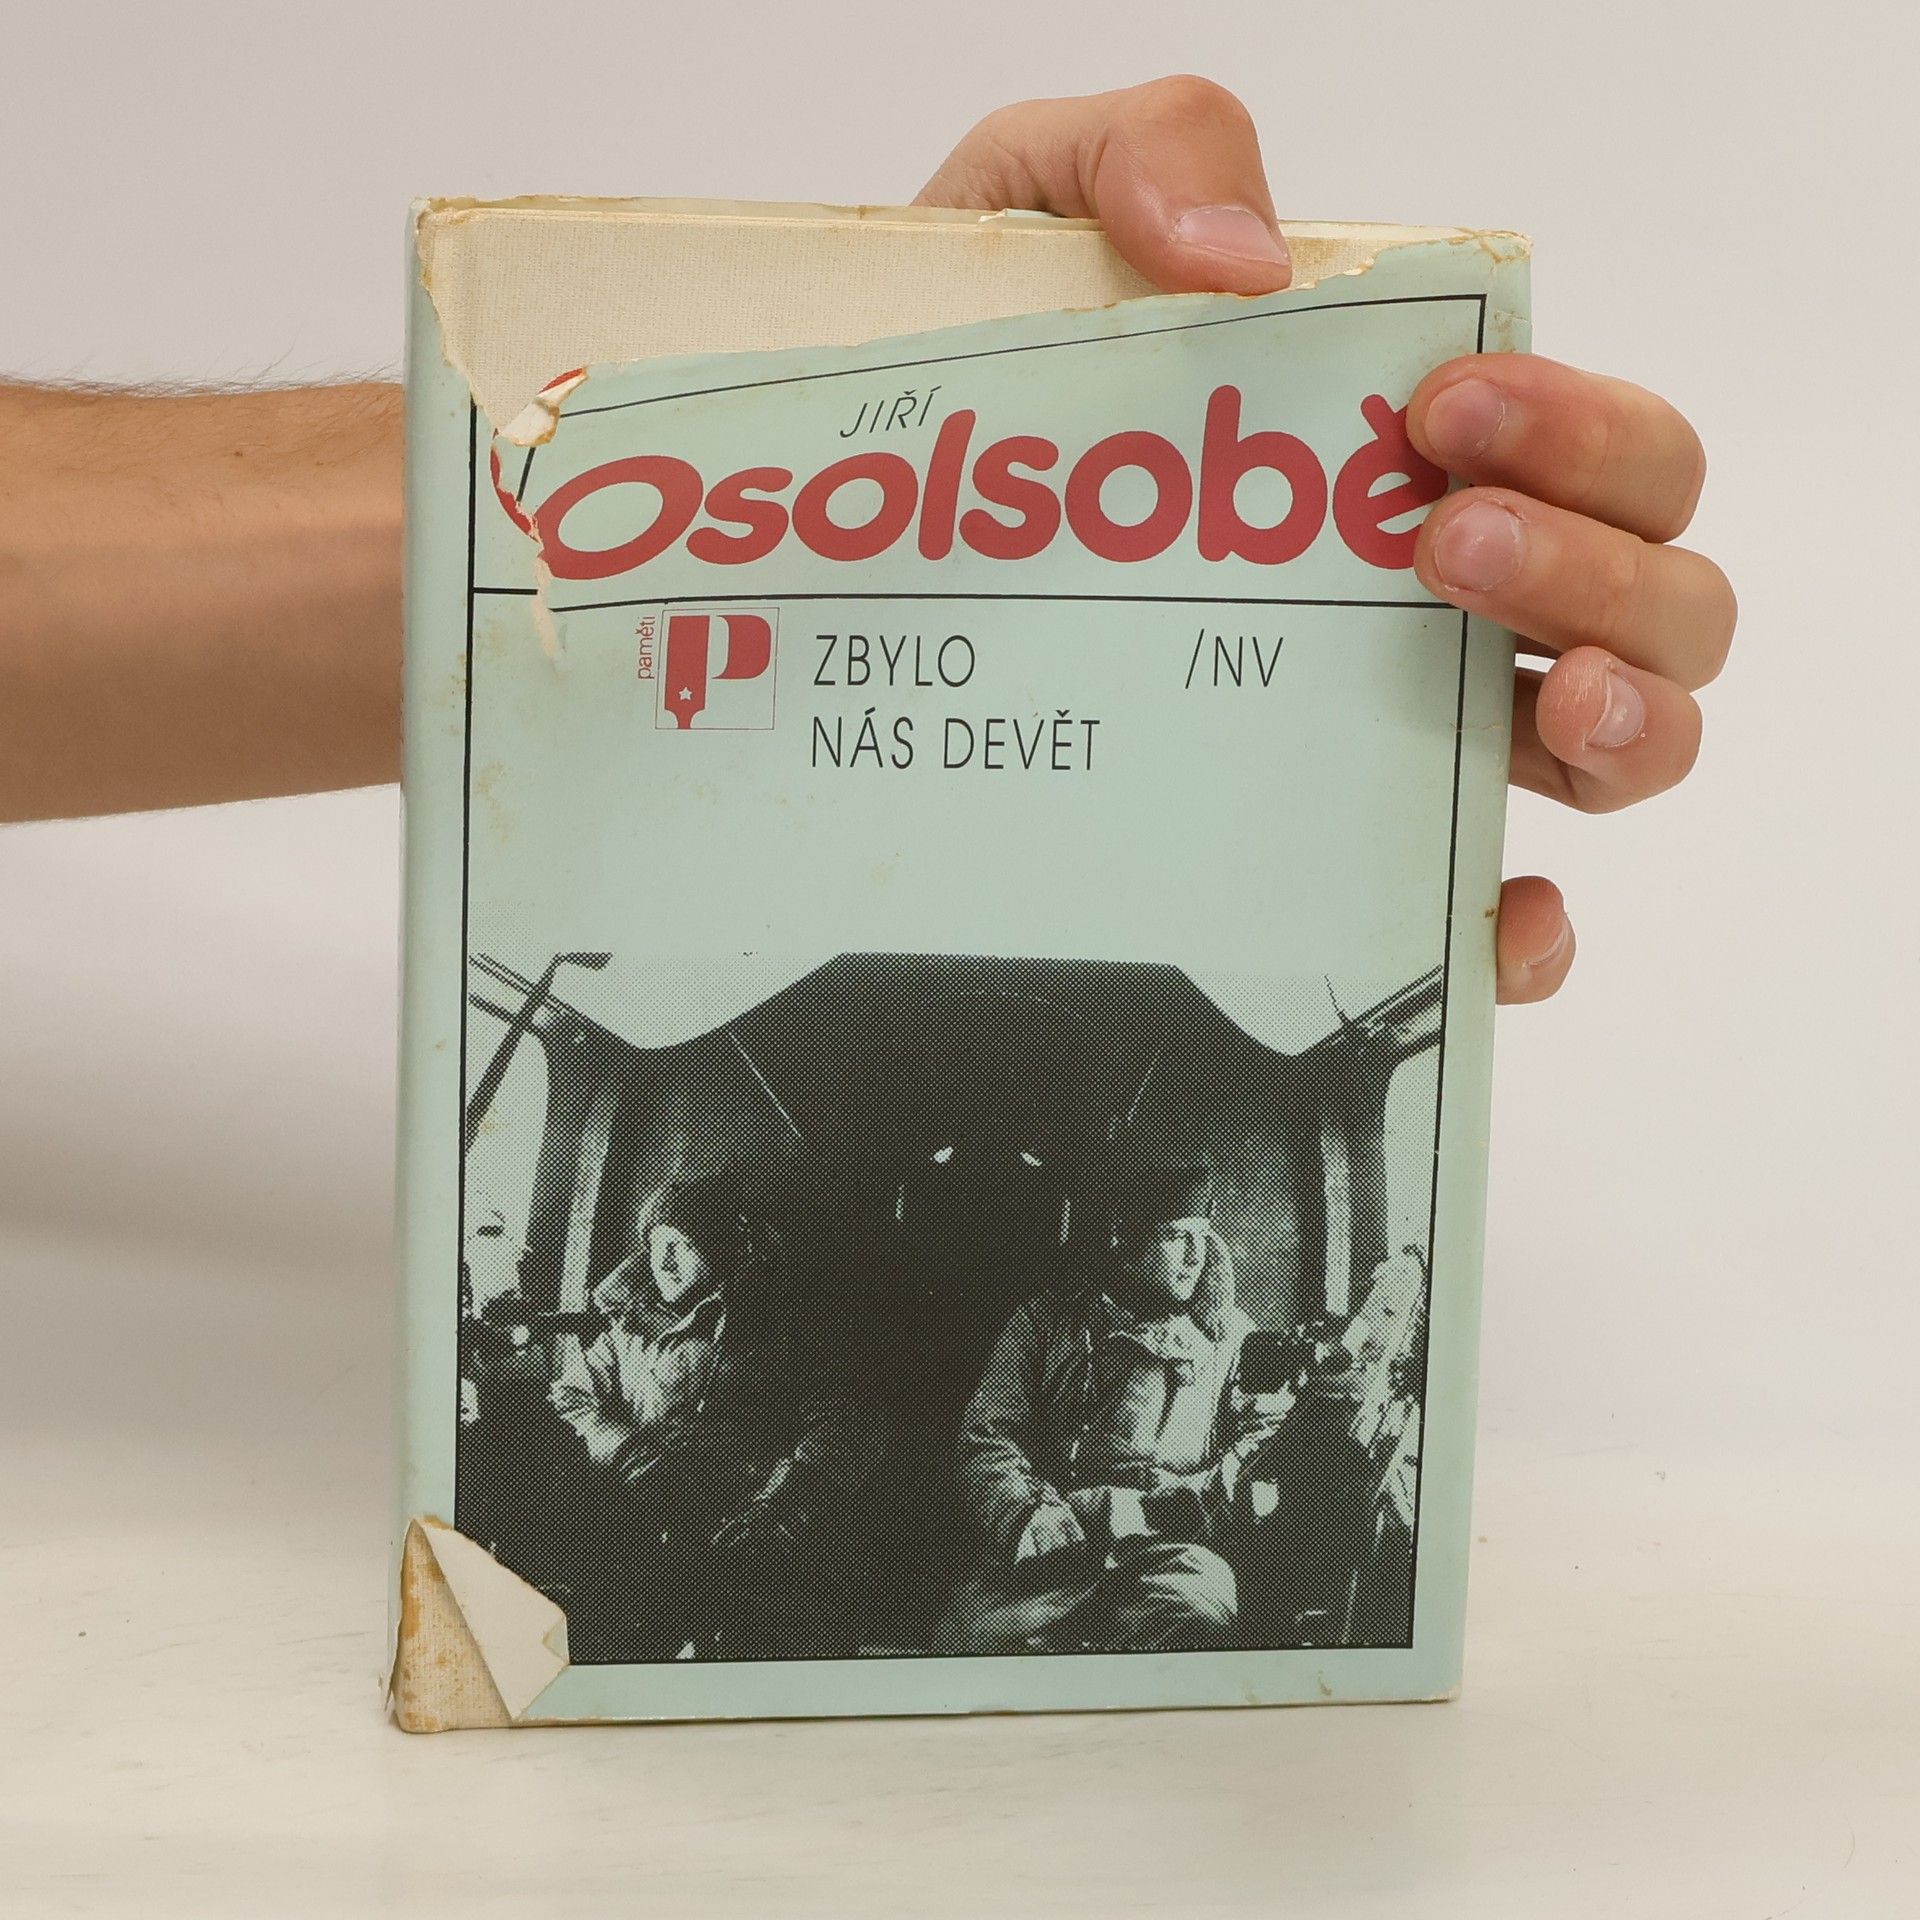 JIŘÍ
Osolsobě
paměti
P
ZBYLO /NV
NÁS DEVĚT